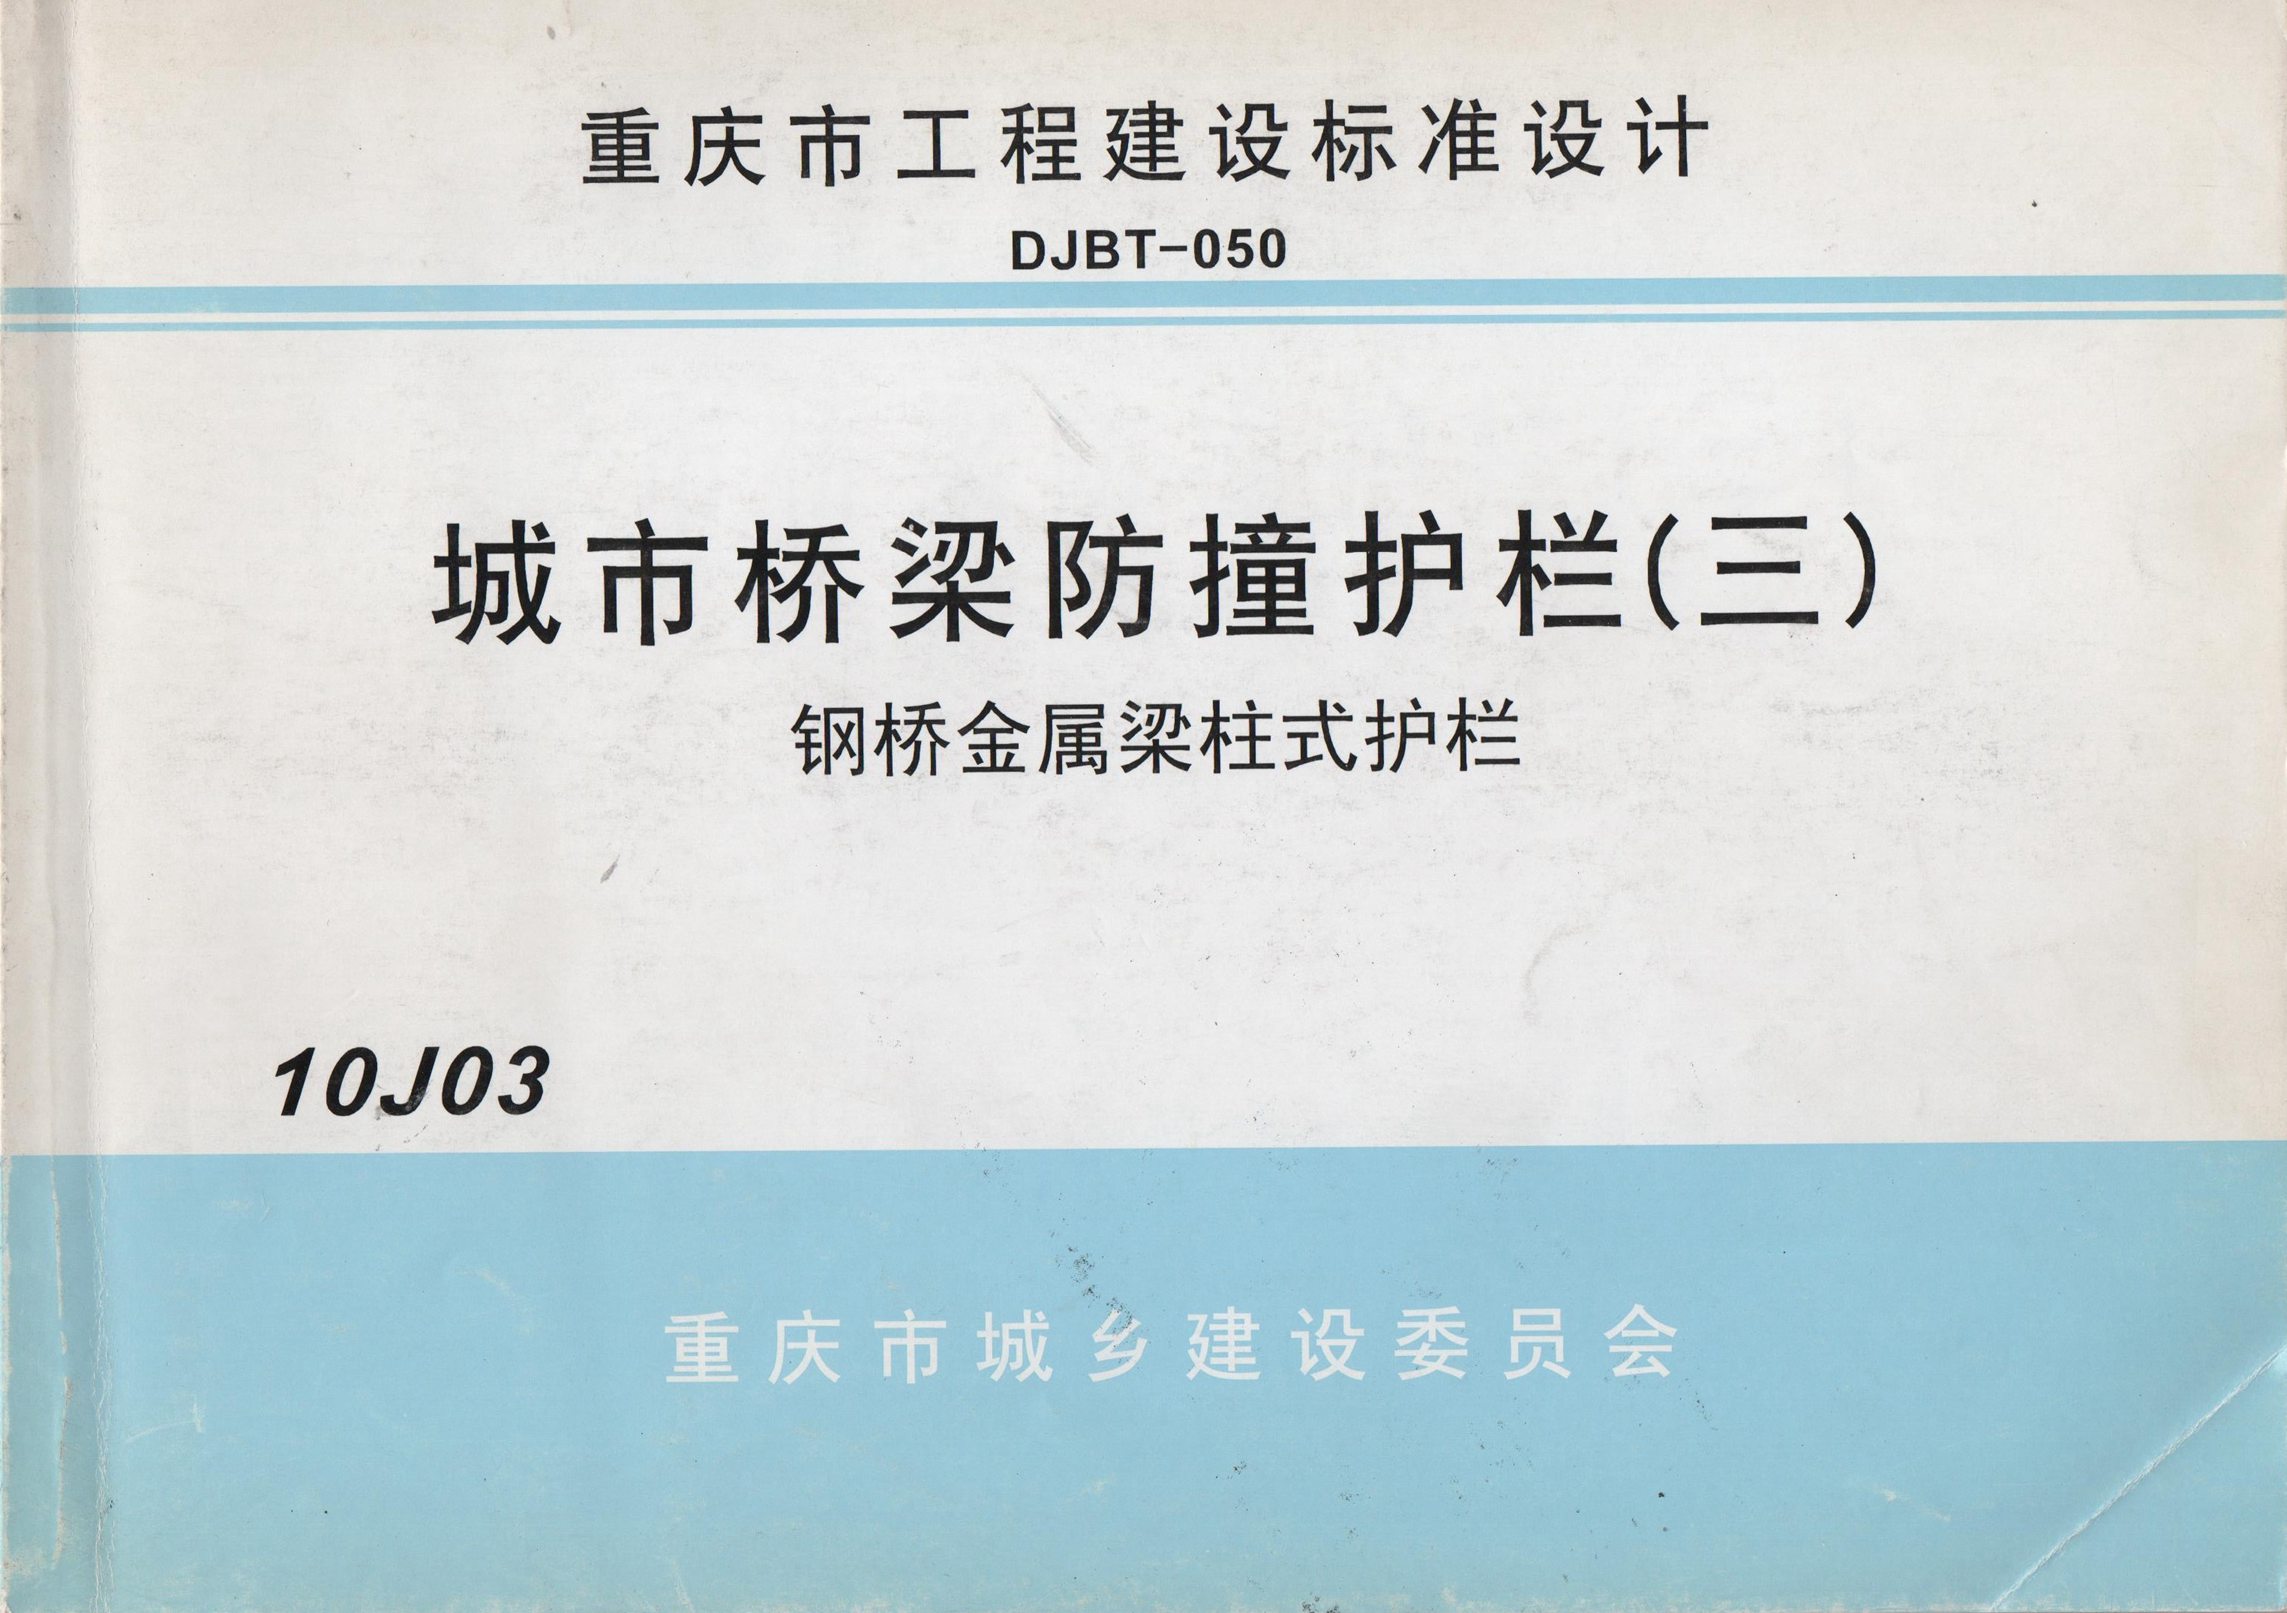 重庆市工程建设标准设计
DJBT-050
城市桥梁防撞护栏(三)
钢桥金属梁柱式护栏
10J03
重庆市城乡建设委员会